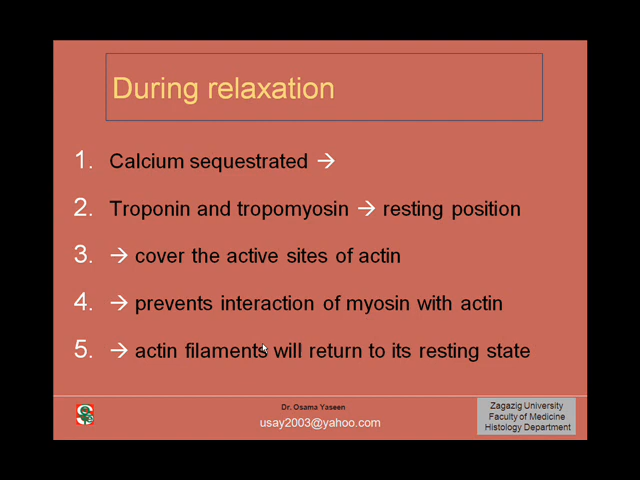 During relaxation
1. Calcium sequestrated →
2. Troponin and tropomyosin → resting position
3. → cover the active sites of actin
4. → prevents interaction of myosin with actin
5. → actin filaments will return to its resting state
Dr. Osama Yaseen
usay2003@yahoo.com
Zagazig University
Faculty of Medicine
Histology Department